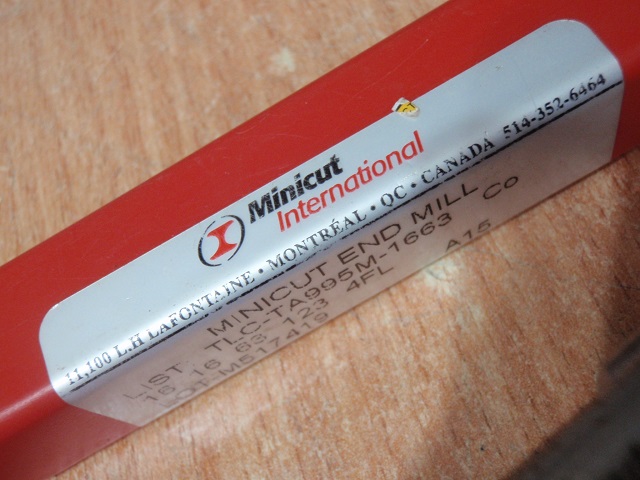 Minicut
International
11,100 L.H LAFONTAINE • MONTRÉAL • QC • CANADA 514-352-6464
MINICUT END MILL
LIST TLC-TA995M-1663 Co
16 16 63 123 4FL A15
LOT M517419